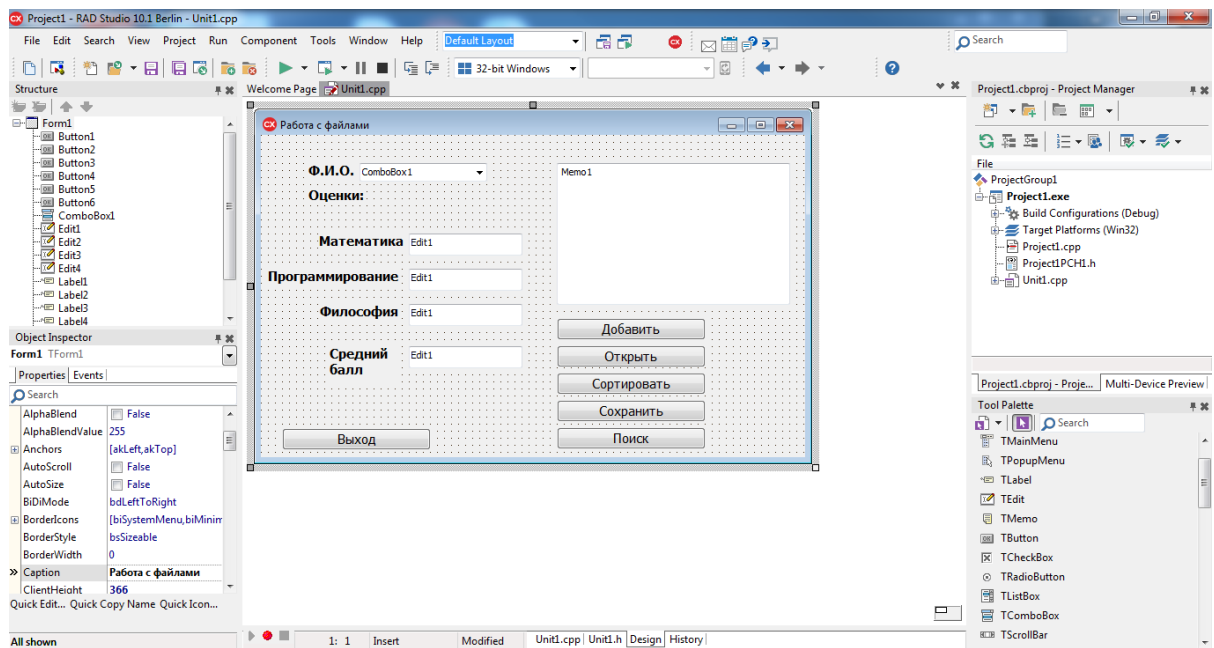 Project1 - RAD Studio 10.1 Berlin - Unit1.cpp
File Edit Search View Project Run Component Tools Window Help Default Layout Search
32-bit Windows
Structure
Form1
Button1
Button2
Button3
Button4
Button5
Button6
ComboBox1
Edit1
Edit2
Edit3
Edit4
Label1
Label2
Label3
Label4
Object Inspector
Form1 TForm1
Properties Events
Search
AlphaBlend False
AlphaBlendValue 255
Anchors [akLeft,akTop]
AutoScroll False
AutoSize False
BiDiMode bdLeftToRight
BorderIcons [biSystemMenu,biMinim
BorderStyle bsSizeable
BorderWidth 0
Caption Работа с файлами
ClientHeight 366
Quick Edit... Quick Copy Name Quick Icon...
All shown
Welcome Page Unit1.cpp
Работа с файлами
Ф.И.О. ComboBox1
Оценки:
Математика Edit1
Программирование Edit1
Философия Edit1
Средний балл Edit1
Memo1
Добавить
Открыть
Сортировать
Сохранить
Поиск
Выход
1: 1 Insert Modified Unit1.cpp Unit1.h Design History
Project1.cbproj - Project Manager
File
ProjectGroup1
Project1.exe
Build Configurations (Debug)
Target Platforms (Win32)
Project1.cpp
Project1PCH1.h
Unit1.cpp
Project1.cbproj - Proje... Multi-Device Preview
Tool Palette
Search
TMainMenu
TPopupMenu
TLabel
TEdit
TMemo
TButton
TCheckBox
TRadioButton
TListBox
TComboBox
TScrollBar